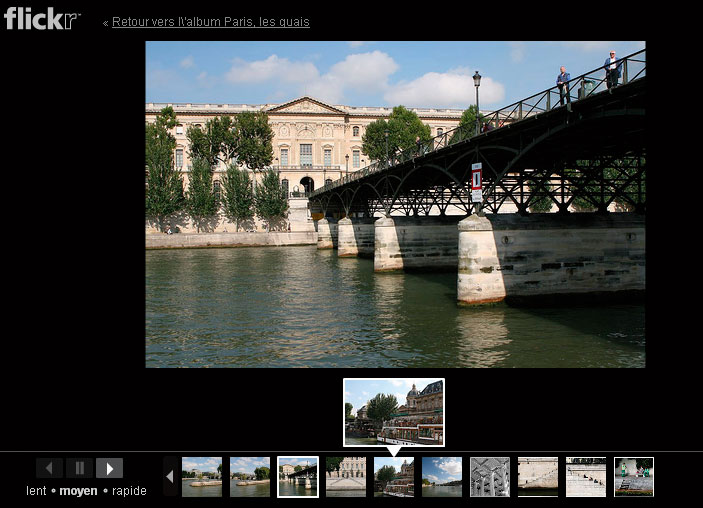 flickr
« Retour vers l\'album Paris, les quais
lent • moyen • rapide